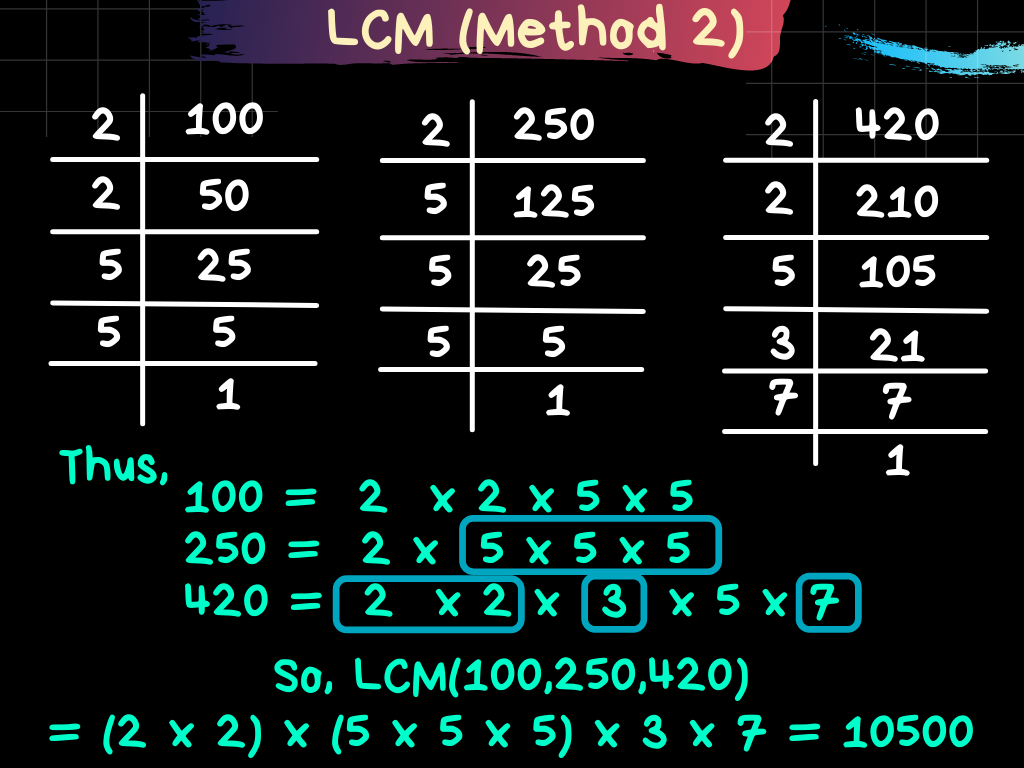 LCM (Method 2)
2 100
2 50
5 25
5 5
1
2 250
5 125
5 25
5 5
1
2 420
2 210
5 105
3 21
7 7
1
Thus,
100 = 2 x 2 x 5 x 5
250 = 2 x 5 x 5 x 5
420 = 2 x 2 x 3 x 5 x 7
So, LCM(100,250,420)
= (2 x 2) x (5 x 5 x 5) x 3 x 7 = 10500